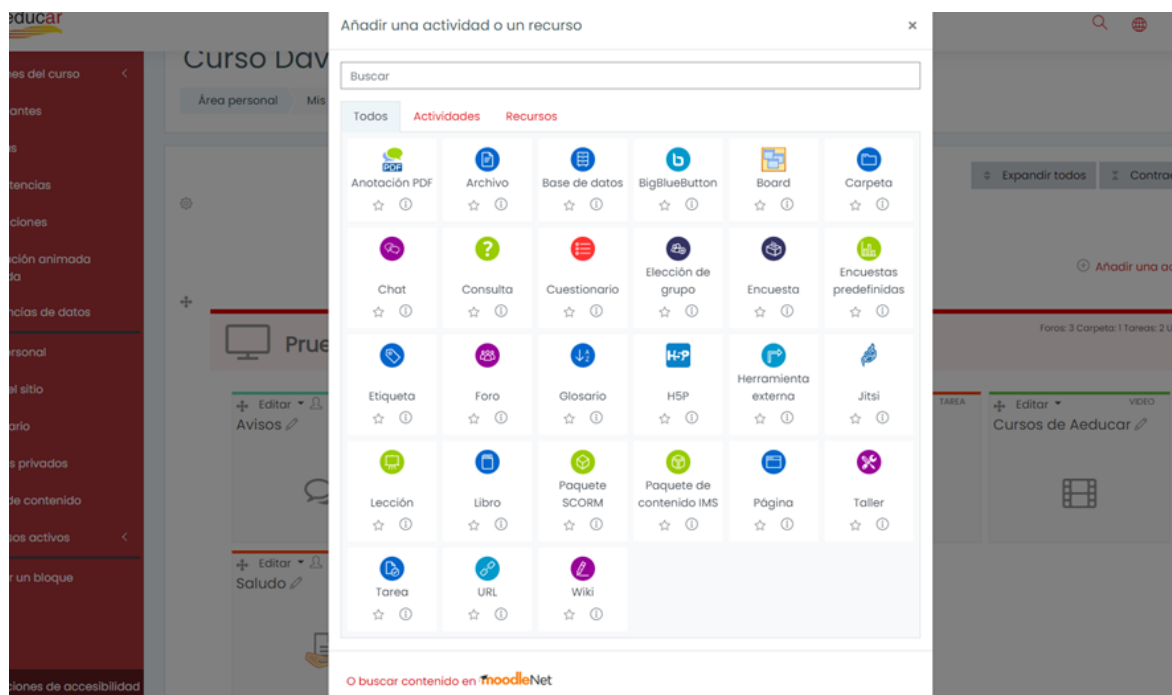 educar
Añadir una actividad o un recurso
×
Curso Dav
Buscar
Área personal
Mis
Todos
Actividades
Recursos
nes del curso
antes
s
tencias
ciones
ción animada
da
ncias de datos
ersonal
el sitio
ario
s privados
de contenido
sos activos
r un bloque
ciones de accesibilidad
PDF
Anotación PDF
Archivo
Base de datos
BigBlueButton
Board
Carpeta
Expandir todos
Contra
Chat
Consulta
Cuestionario
Elección de
grupo
Encuesta
Encuestas
predefinidas
Añadir una ac
Prue
Foros: 3 Carpeta: 1 Tareas: 2 U
Etiqueta
Foro
Glosario
H5P
H5P
Herramienta
externa
Jitsi
Editar
Avisos
TAREA
Editar
VIDEO
Cursos de Aeducar
Lección
Libro
Paquete
SCORM
Paquete de
contenido IMS
Página
Taller
Editar
Saludo
Tarea
URL
Wiki
O buscar contenido en moodleNet